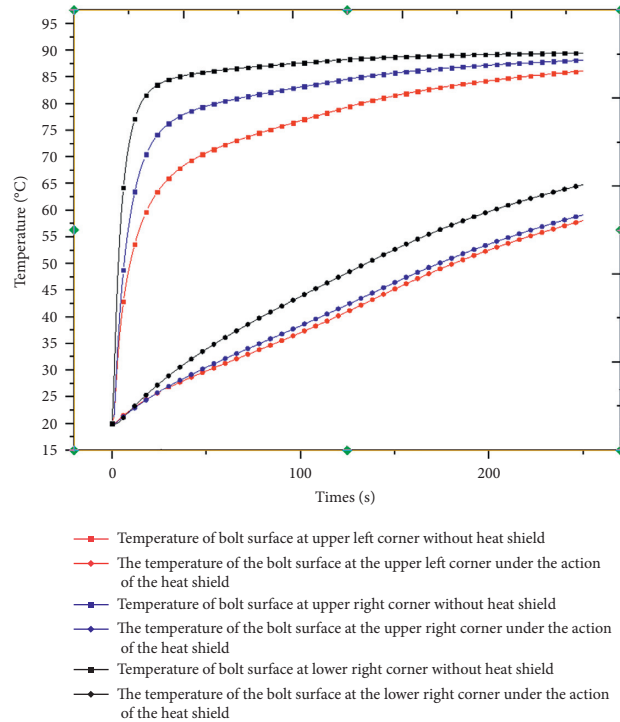 95
90
85
80
75
70
65
60
55
50
45
40
35
30
25
20
15
Temperature (°C)
0
100
200
Times (s)
Temperature of bolt surface at upper left corner without heat shield
The temperature of the bolt surface at the upper left corner under the action
of the heat shield
Temperature of bolt surface at upper right corner without heat shield
The temperature of the bolt surface at the upper right corner under the action
of the heat shield
Temperature of bolt surface at lower right corner without heat shield
The temperature of the bolt surface at the lower right corner under the action
of the heat shield